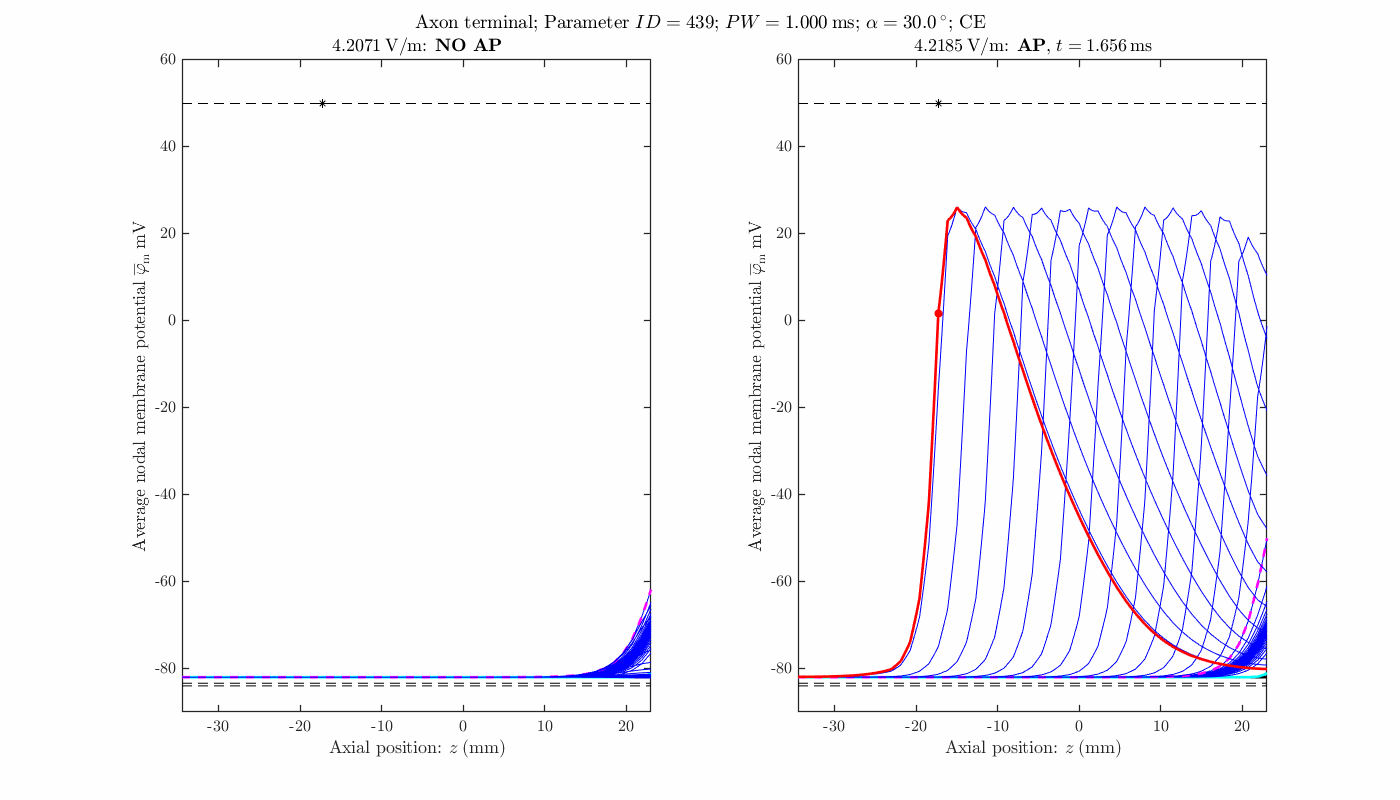 Axon terminal; Parameter ID = 439; PW = 1.000 ms; α = 30.0°; CE
4.2071 V/m: NO AP
60
40
20
0
-20
-40
-60
-80
Average nodal membrane potential φ̅m mV
-30 -20 -10 0 10 20
Axial position: z (mm)
4.2185 V/m: AP, t = 1.656 ms
60
40
20
0
-20
-40
-60
-80
Average nodal membrane potential φ̅m mV
-30 -20 -10 0 10 20
Axial position: z (mm)